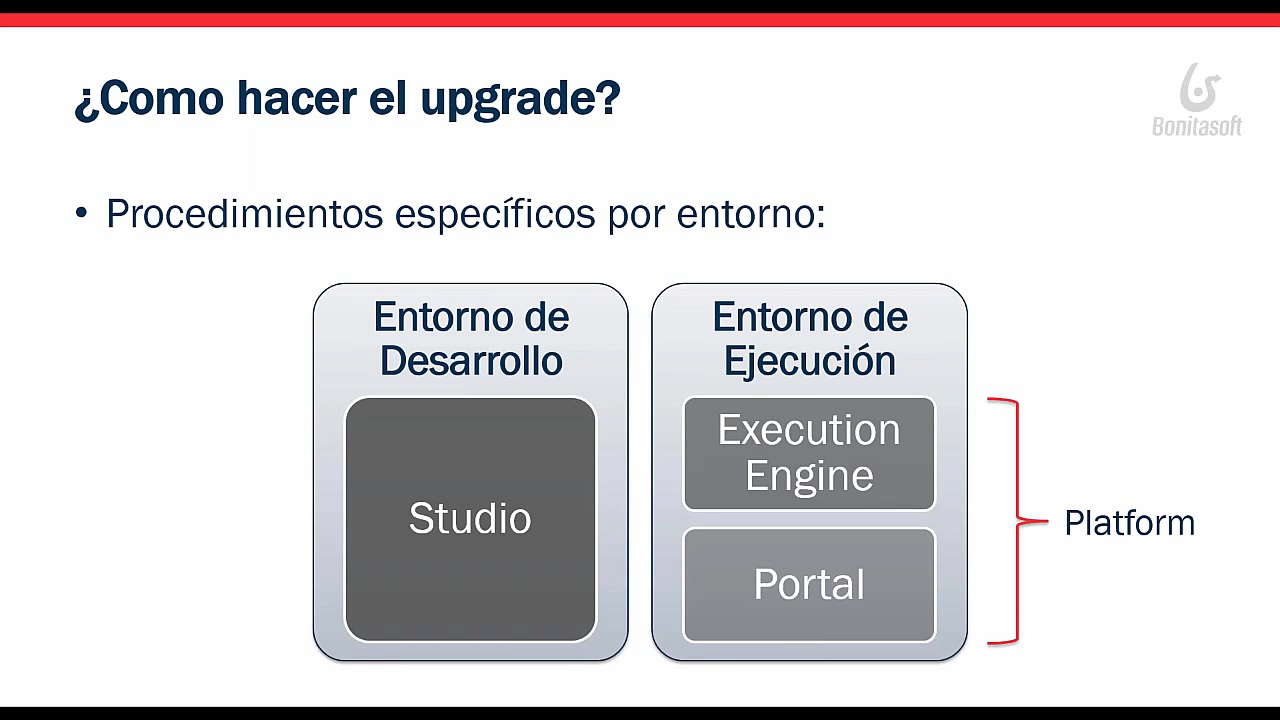 ¿Como hacer el upgrade?
Bonitasoft
• Procedimientos específicos por entorno:
Entorno de
Desarrollo
Studio
Entorno de
Ejecución
Execution
Engine
Portal
Platform